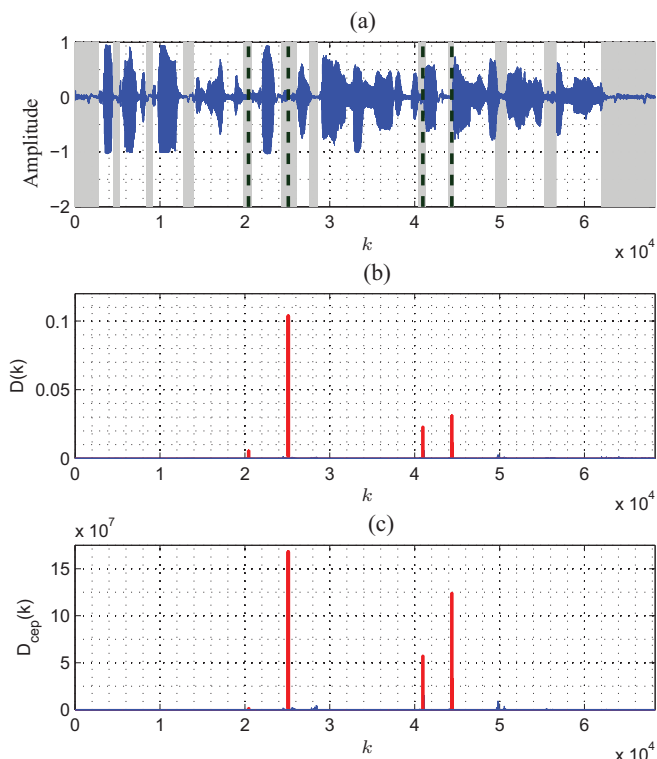 (a)
1
0
−1
−2
Amplitude
0 1 2 3 4 5 6
k
x 10^4
(b)
0.1
0.05
0
D(k)
0 1 2 3 4 5 6
k
x 10^4
(c)
x 10^7
15
10
5
0
D_cep(k)
0 1 2 3 4 5 6
k
x 10^4